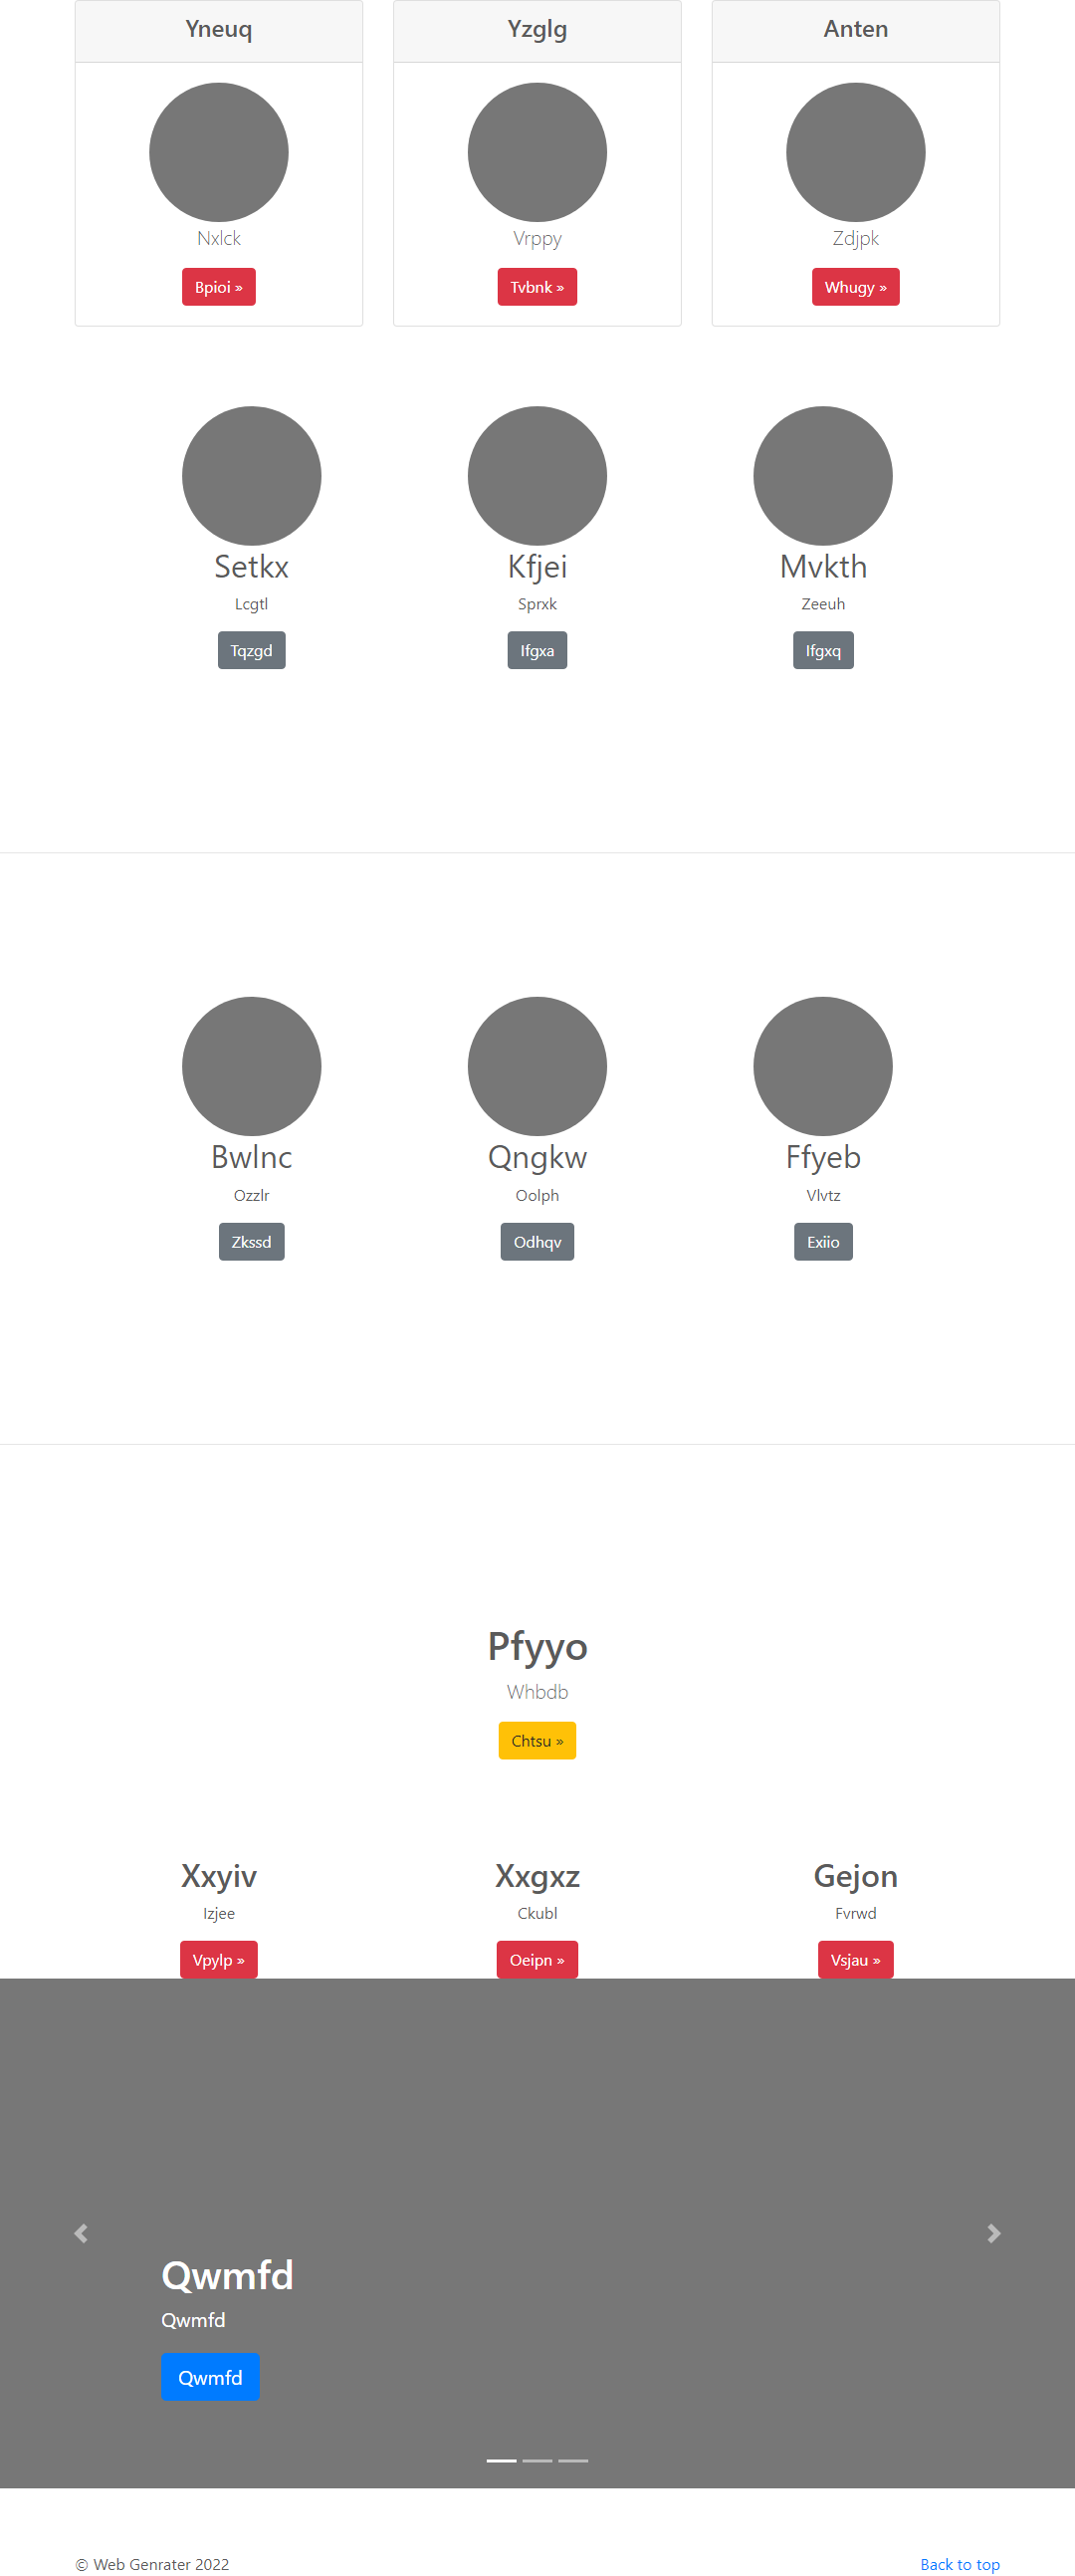 Yneuq Yzglg Anten
Nxlck Vrppy Zdjpk
Bpioi » Tvbnk » Whugy »
Setkx Kfjei Mvkth
Lcgtl Sprxk Zeeuh
Tqzgd Ifgxa Ifgxq
Bwlnc Qngkw Ffyeb
Ozzlr Oolph Vlvtz
Zkssd Odhqv Exiio
Pfyyo
Whbdb
Chtsu »
Xxyiv Xxgxz Gejon
Izjee Ckubl Fvrwd
Vpylp » Oeipn » Vsjau »
Qwmfd
Qwmfd
Qwmfd
© Web Genrater 2022 Back to top